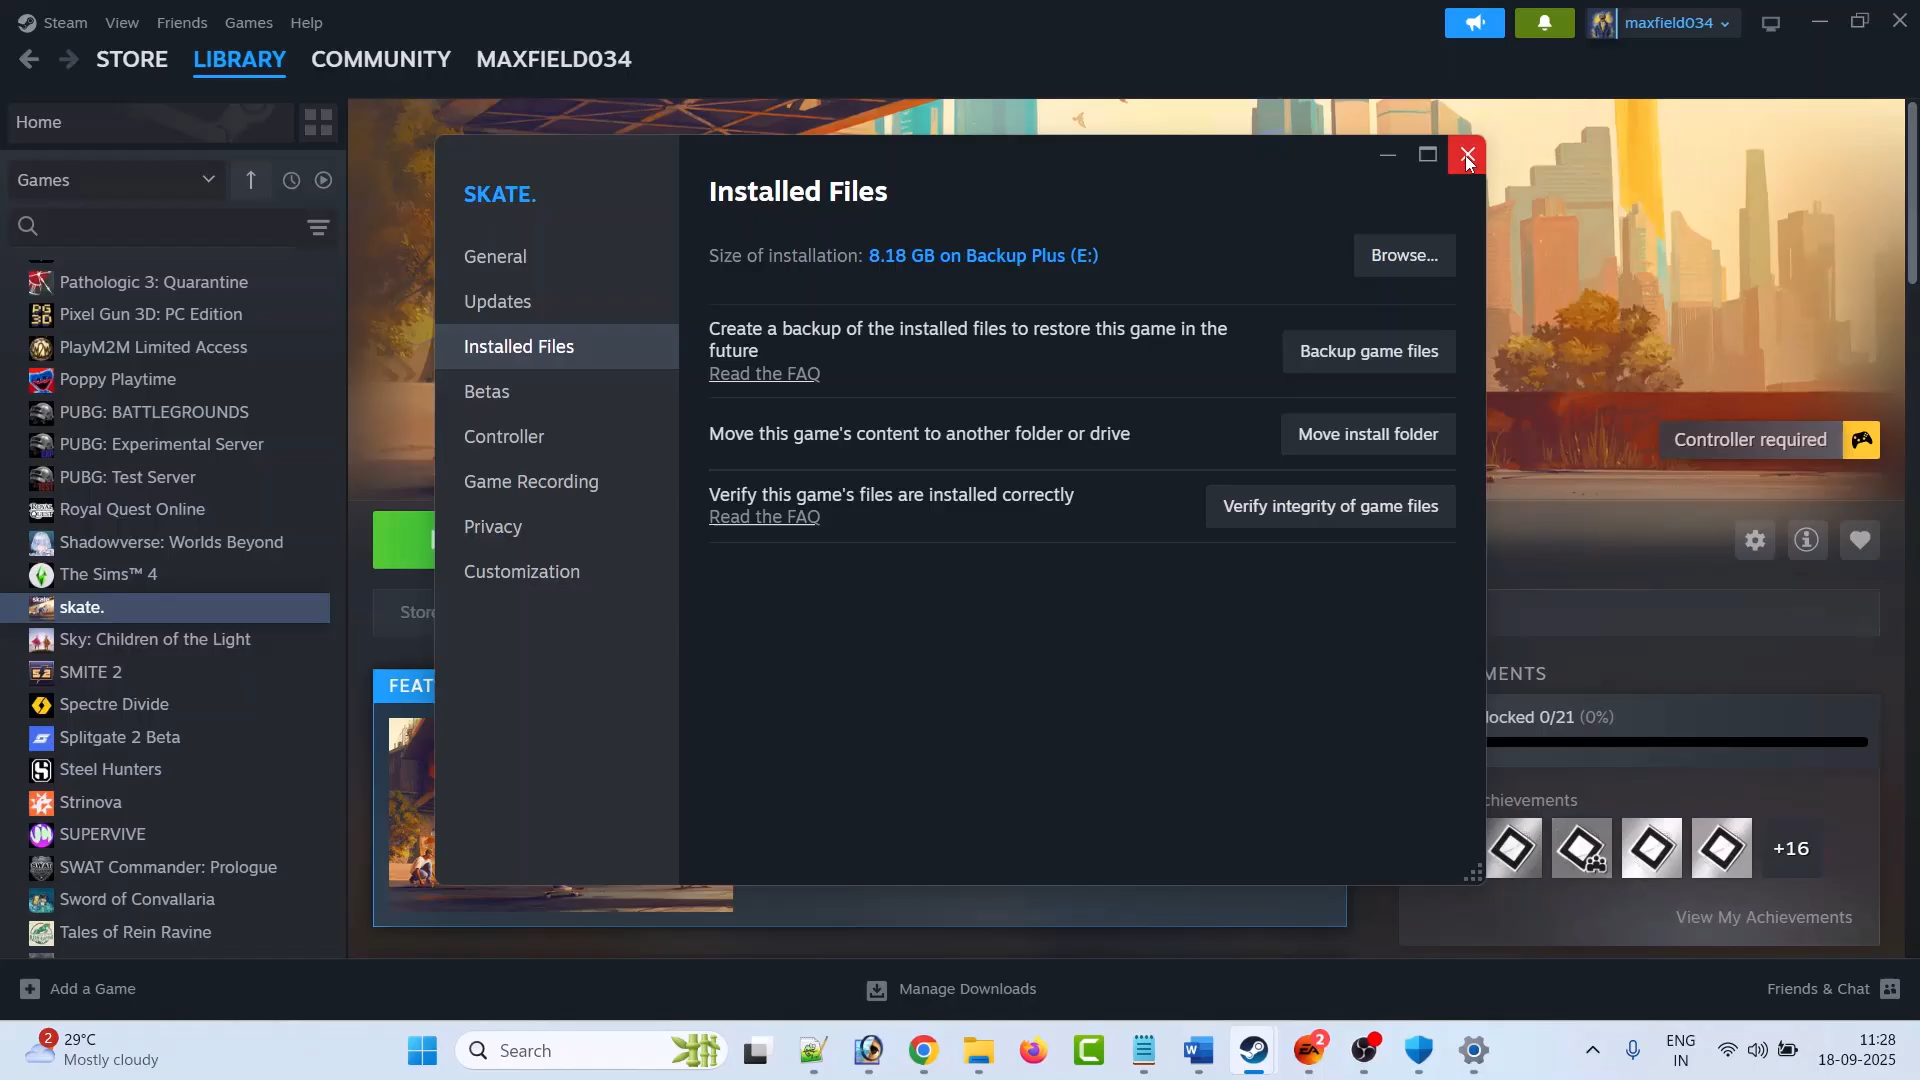 Steam View Friends Games Help
maxfield034
STORE LIBRARY COMMUNITY MAXFIELD034
Home
Games
Pathologic 3: Quarantine
Pixel Gun 3D: PC Edition
PlayM2M Limited Access
Poppy Playtime
PUBG: BATTLEGROUNDS
PUBG: Experimental Server
PUBG: Test Server
Royal Quest Online
Shadowverse: Worlds Beyond
The Sims™ 4
skate.
Sky: Children of the Light
SMITE 2
Spectre Divide
Splitgate 2 Beta
Steel Hunters
Strinova
SUPERVIVE
SWAT Commander: Prologue
Sword of Convallaria
Tales of Rein Ravine
SKATE.
General
Updates
Installed Files
Betas
Controller
Game Recording
Privacy
Customization
Installed Files
Size of installation: 8.18 GB on Backup Plus (E:)
Browse...
Create a backup of the installed files to restore this game in the
future
Read the FAQ
Backup game files
Move this game's content to another folder or drive
Move install folder
Verify this game's files are installed correctly
Read the FAQ
Verify integrity of game files
Controller required
Store
FEAT
MENTS
locked 0/21 (0%)
chievements
+16
View My Achievements
Add a Game
Manage Downloads
Friends & Chat
2
29°C
Mostly cloudy
Search
EA
2
ENG
IN
11:28
18-09-2025